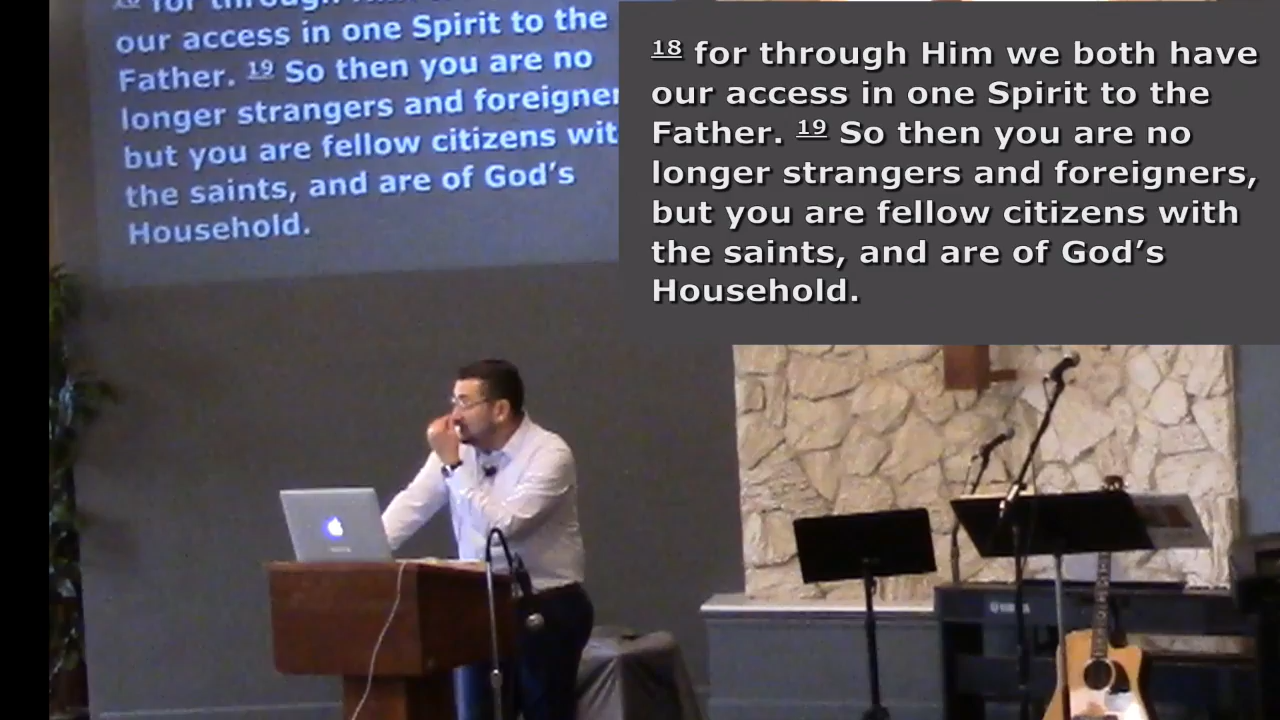 for through
our access in one Spirit to the
Father. 19 So then you are no
longer strangers and foreigner
but you are fellow citizens wit
the saints, and are of God's
Household.
18 for through Him we both have
our access in one Spirit to the
Father. 19 So then you are no
longer strangers and foreigners,
but you are fellow citizens with
the saints, and are of God’s
Household.
YAMAHA